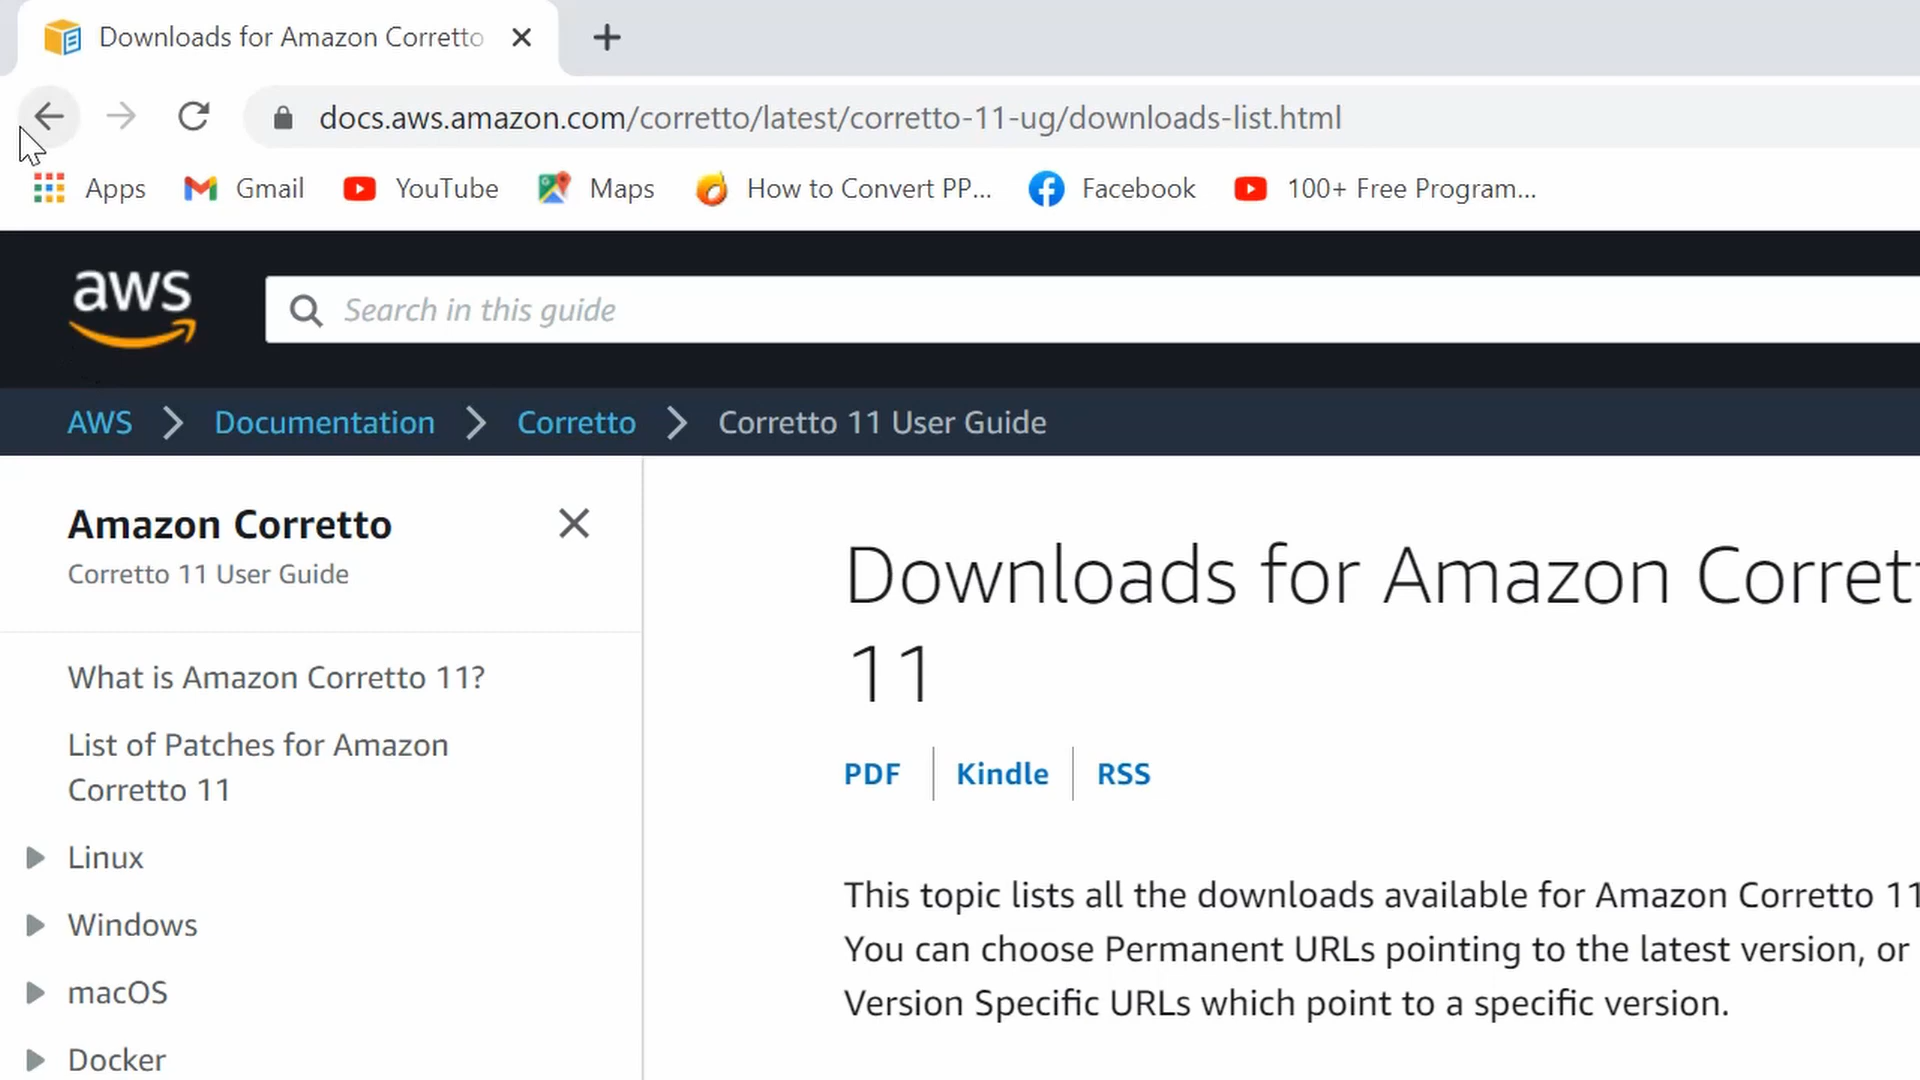 Downloads for Amazon Corretto
docs.aws.amazon.com/corretto/latest/corretto-11-ug/downloads-list.html
Apps Gmail YouTube Maps How to Convert PP... Facebook 100+ Free Program...
aws Search in this guide
AWS Documentation Corretto Corretto 11 User Guide
Amazon Corretto
Corretto 11 User Guide
What is Amazon Corretto 11?
List of Patches for Amazon
Corretto 11
Linux
Windows
macOS
Docker
Downloads for Amazon Corrett
11
PDF Kindle RSS
This topic lists all the downloads available for Amazon Corretto 11
You can choose Permanent URLs pointing to the latest version, or
Version Specific URLs which point to a specific version.